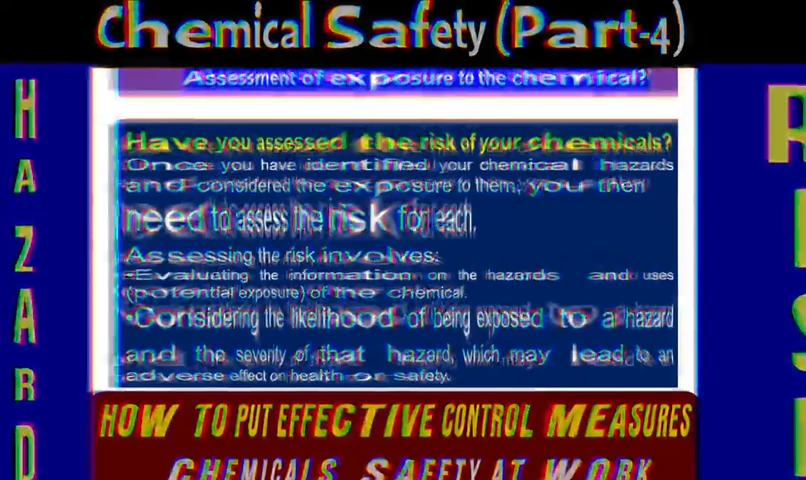 Chemical Safety (Part-4)
Assessment of exposure to the chemical?
Have you assessed the risk of your chemicals?
Once you have identified your chemical hazards
and considered the exposure to them, you then
need to assess the risk for each.
Assessing the risk involves:
•Evaluating the information on the hazards and uses
(potential exposure) of the chemical.
•Considering the likelihood of being exposed to a hazard
and the severity of that hazard, which may lead to an
adverse effect on health or safety.
HOW TO PUT EFFECTIVE CONTROL MEASURES
CHEMICALS SAFETY AT WORK
HAZARD